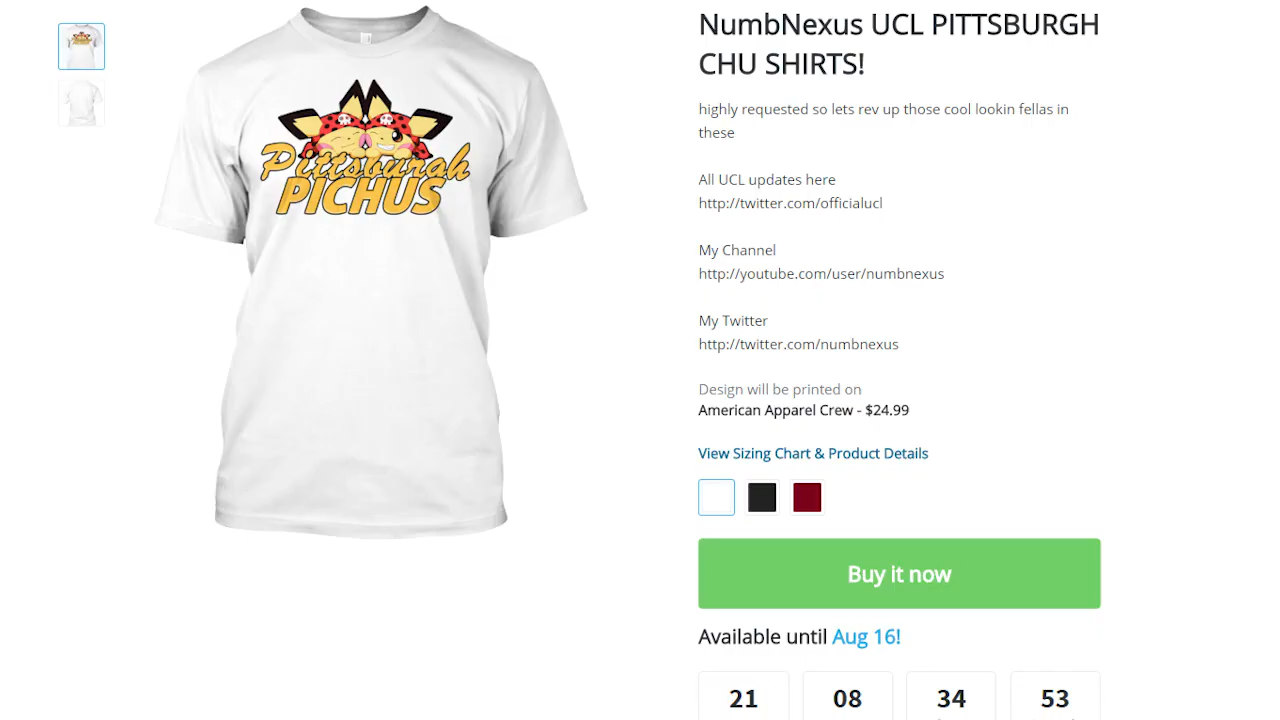 Pittsburgh
PICHUS
NumbNexus UCL PITTSBURGH
CHU SHIRTS!
highly requested so lets rev up those cool lookin fellas in
these
All UCL updates here
http://twitter.com/officialucl
My Channel
http://youtube.com/user/numbnexus
My Twitter
http://twitter.com/numbnexus
Design will be printed on
American Apparel Crew - $24.99
View Sizing Chart & Product Details
Buy it now
Available until Aug 16!
21 08 34 53